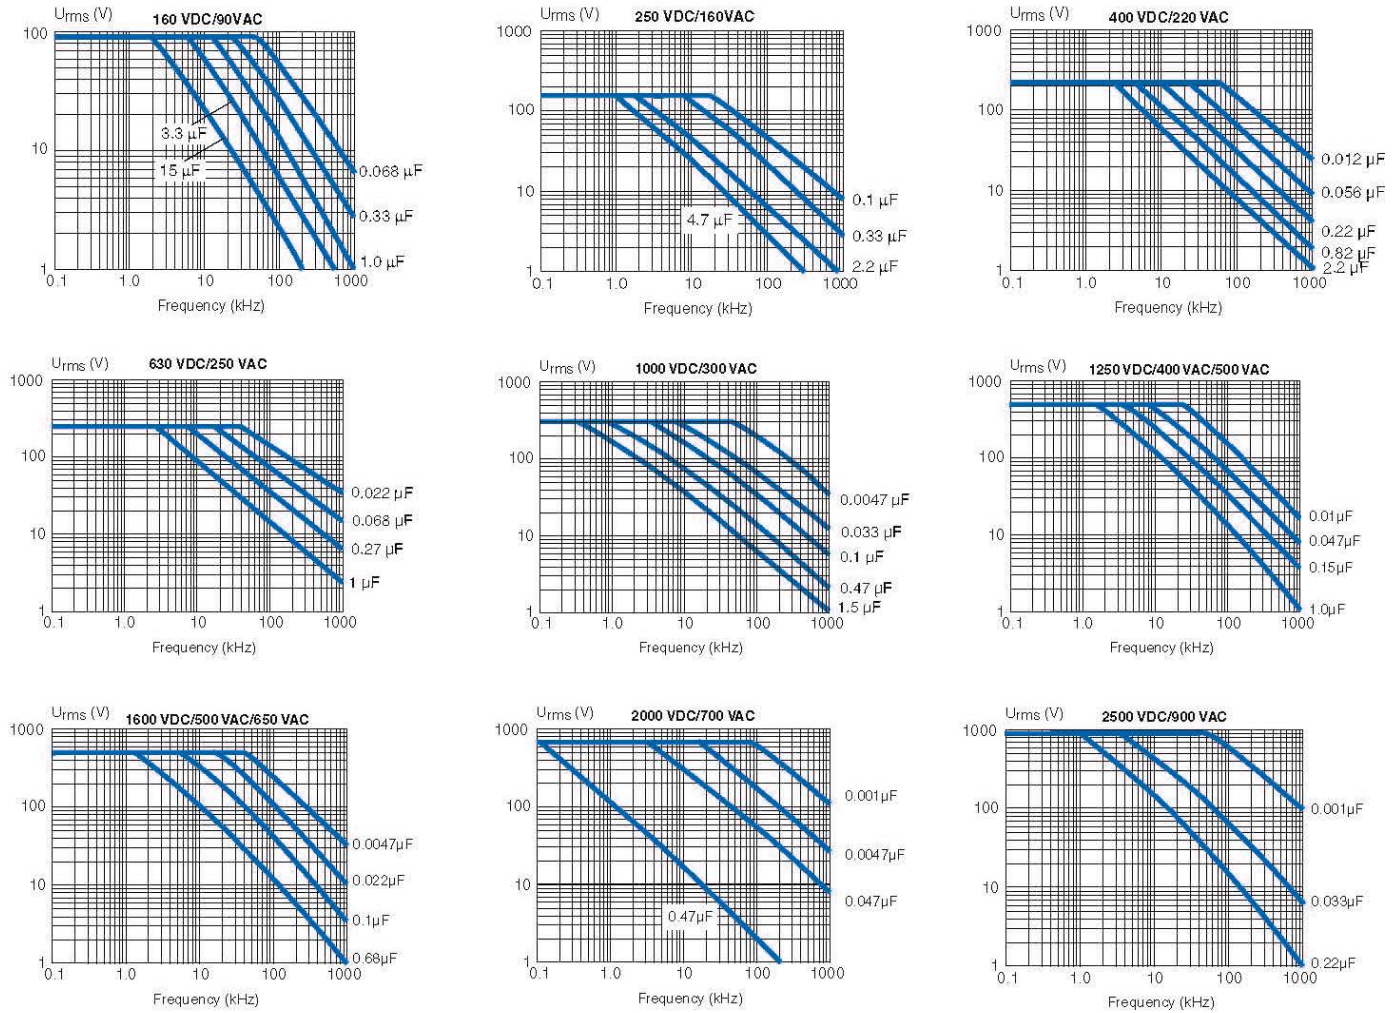 Urms (V) 160 VDC/90VAC
100
10
1
3.3 µF
15 µF
0.068 µF
0.33 µF
1.0 µF
0.1 1.0 10 100 1000
Frequency (kHz)
Urms (V) 250 VDC/160VAC
1000
100
10
1
4.7 µF
0.1 µF
0.33 µF
2.2 µF
0.1 1.0 10 100 1000
Frequency (kHz)
Urms (V) 400 VDC/220 VAC
1000
100
10
1
0.012 µF
0.056 µF
0.22 µF
0.82 µF
2.2 µF
0.1 1.0 10 100 1000
Frequency (kHz)
Urms (V) 630 VDC/250 VAC
1000
100
10
1
0.022 µF
0.068 µF
0.27 µF
1 µF
0.1 1.0 10 100 1000
Frequency (kHz)
Urms (V) 1000 VDC/300 VAC
1000
100
10
1
0.0047 µF
0.033 µF
0.1 µF
0.47 µF
1.5 µF
0.1 1.0 10 100 1000
Frequency (kHz)
Urms (V) 1250 VDC/400 VAC/500 VAC
1000
100
10
1
0.01µF
0.047µF
0.15µF
1.0µF
0.1 1.0 10 100 1000
Frequency (kHz)
Urms (V) 1600 VDC/500 VAC/650 VAC
1000
100
10
1
0.0047µF
0.022µF
0.1µF
0.68µF
0.1 1.0 10 100 1000
Frequency (kHz)
Urms (V) 2000 VDC/700 VAC
1000
100
10
1
0.47µF
0.001µF
0.0047µF
0.047µF
0.1 1.0 10 100 1000
Frequency (kHz)
Urms (V) 2500 VDC/900 VAC
1000
100
10
1
0.001µF
0.033µF
0.22µF
0.1 1.0 10 100 1000
Frequency (kHz)